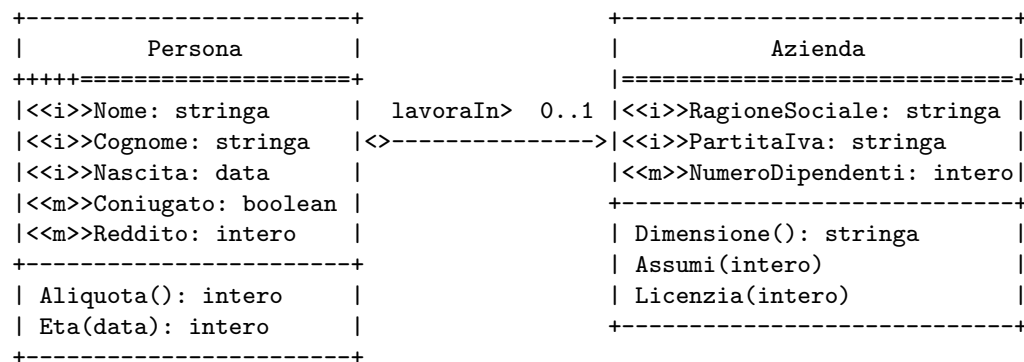 +------------------------+                 +-----------------------------+
|        Persona         |                 |           Azienda           |
+++++====================+                 |=============================+
|<<i>>Nome: stringa      |  lavoraIn>  0..1 |<<i>>RagioneSociale: stringa |
|<<i>>Cognome: stringa   |<>--------------->|<<i>>PartitaIva: stringa     |
|<<i>>Nascita: data      |                 |<<m>>NumeroDipendenti: intero|
|<<m>>Coniugato: boolean |                 +-----------------------------+
|<<m>>Reddito: intero    |                 | Dimensione(): stringa       |
+------------------------+                 | Assumi(intero)              |
| Aliquota(): intero     |                 | Licenzia(intero)            |
| Eta(data): intero      |                 +-----------------------------+
+------------------------+